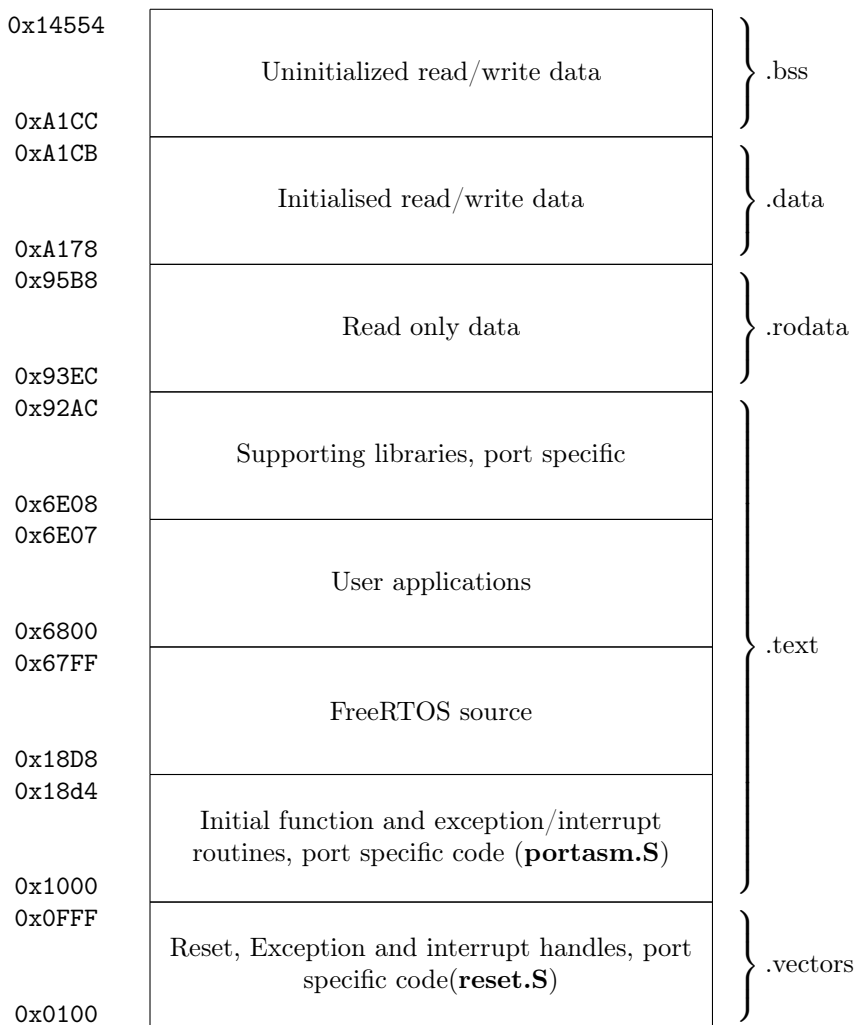 0x14554
Uninitialized read/write data
.bss
0xA1CC
0xA1CB
Initialised read/write data
.data
0xA178
0x95B8
Read only data
.rodata
0x93EC
0x92AC
Supporting libraries, port specific
0x6E08
0x6E07
User applications
0x6800
.text
0x67FF
FreeRTOS source
0x18D8
0x18d4
Initial function and exception/interrupt
routines, port specific code (portasm.S)
0x1000
0x0FFF
Reset, Exception and interrupt handles, port
specific code(reset.S)
.vectors
0x0100